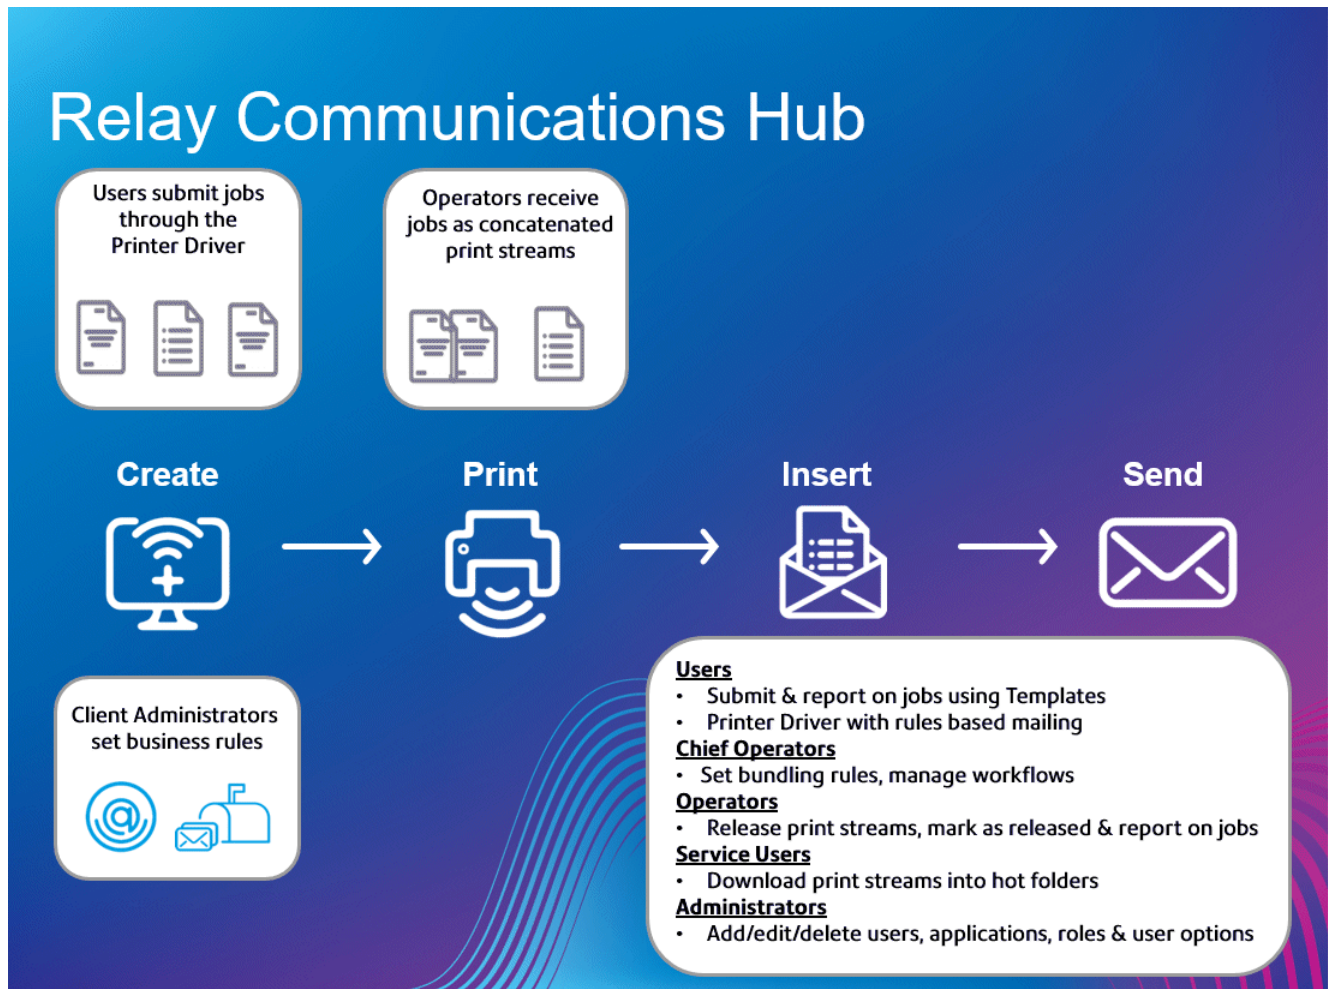 Relay Communications Hub
Users submit jobs
through the
Printer Driver
Operators receive
jobs as concatenated
print streams
Create
Print
Insert
Send
Client Administrators
set business rules
@
Users
• Submit & report on jobs using Templates
• Printer Driver with rules based mailing
Chief Operators
• Set bundling rules, manage workflows
Operators
• Release print streams, mark as released & report on jobs
Service Users
• Download print streams into hot folders
Administrators
• Add/edit/delete users, applications, roles & user options